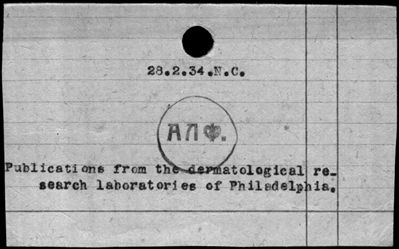 28.2.34.N.C.
АЛФ.
Publications from the dermatological re-
search laboratories of Philadelphia.